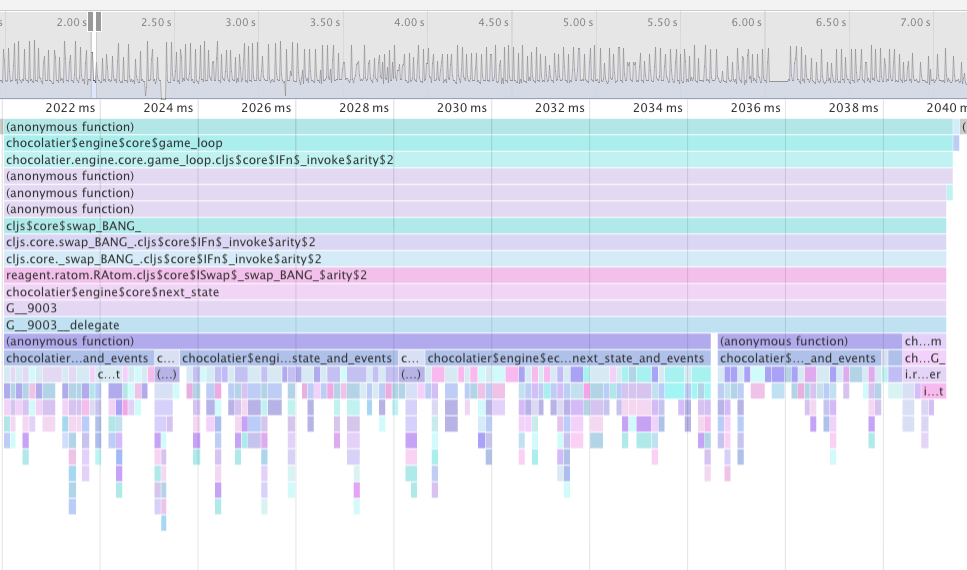 s 2.00 s 2.50 s 3.00 s 3.50 s 4.00 s 4.50 s 5.00 s 5.50 s 6.00 s 6.50 s 7.00 s
2022 ms 2024 ms 2026 ms 2028 ms 2030 ms 2032 ms 2034 ms 2036 ms 2038 ms 2040 m
(anonymous function) (
chocolatier$engine$core$game_loop
chocolatier.engine.core.game_loop.cljs$core$IFn$_invoke$arity$2
(anonymous function)
(anonymous function)
(anonymous function)
cljs$core$swap_BANG_
cljs.core.swap_BANG_.cljs$core$IFn$_invoke$arity$2
cljs.core._swap_BANG_.cljs$core$IFn$_invoke$arity$2
reagent.ratom.RAtom.cljs$core$ISwap$_swap_BANG_$arity$2
chocolatier$engine$core$next_state
G__9003
G__9003__delegate
(anonymous function) (anonymous function) ch…m
chocolatier…and_events c… chocolatier$engi…state_and_events c… chocolatier$engine$ec…next_state_and_events chocolatier$…_and_events ch…G_
c…t (…) (…) i.r…er
i…t